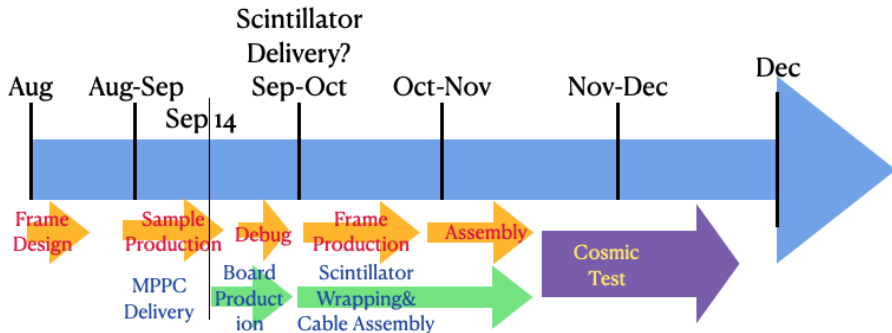 Scintillator
Delivery?
Aug
Aug-Sep
Sep-Oct
Oct-Nov
Nov-Dec
Dec
Sep 14
Frame
Design
Sample
Production
Debug
Frame
Production
Assembly
MPPC
Delivery
Board
Product
ion
Scintillator
Wrapping&
Cable Assembly
Cosmic
Test